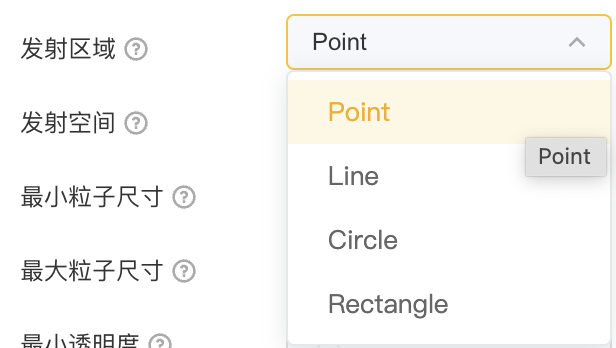 发射区域 ? Point
发射空间 ? Point
Point
Line
最小粒子尺寸 ?
Circle
最大粒子尺寸 ?
Rectangle
最小透明度 ?